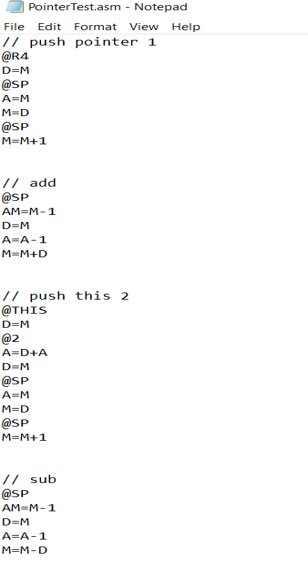 PointerTest.asm - Notepad
File Edit Format View Help
// push pointer 1
@R4
D=M
@SP
A=M
M=D
@SP
M=M+1
// add
@SP
AM=M-1
D=M
A=A-1
M=M+D
// push this 2
@THIS
D=M
@2
A=D+A
D=M
@SP
A=M
M=D
@SP
M=M+1
// sub
@SP
AM=M-1
D=M
A=A-1
M=M-D